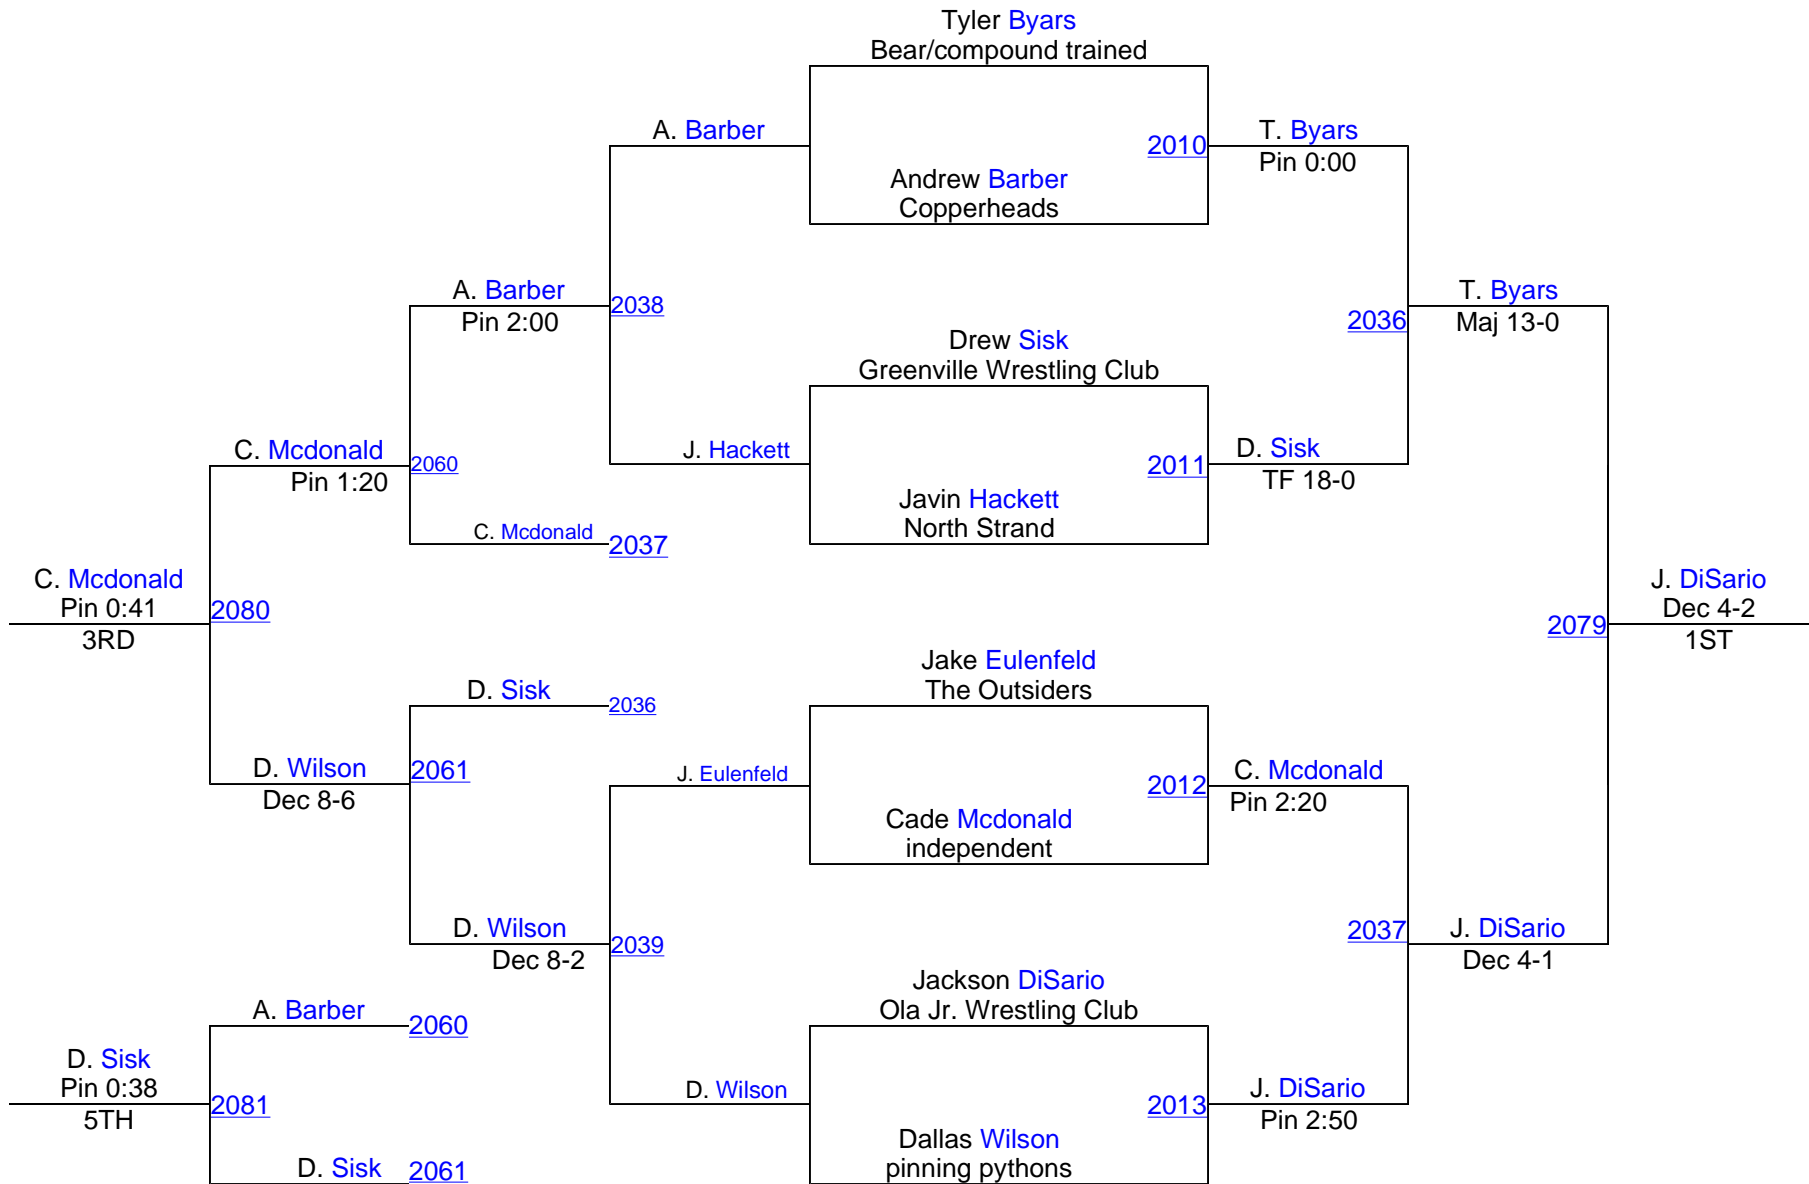 Tyler Byars
Bear/compound trained
A. Barber
2010
T. Byars
Pin 0:00
Andrew Barber
Copperheads
A. Barber
Pin 2:00
2038
T. Byars
Maj 13-0
2036
Drew Sisk
Greenville Wrestling Club
C. Mcdonald
Pin 1:20
2060
J. Hackett
2011
D. Sisk
TF 18-0
Javin Hackett
North Strand
C. Mcdonald
2037
C. Mcdonald
Pin 0:41
3RD
2080
J. DiSario
Dec 4-2
1ST
2079
Jake Eulenfeld
The Outsiders
D. Sisk
2036
D. Wilson
Dec 8-6
2061
J. Eulenfeld
2012
C. Mcdonald
Pin 2:20
Cade Mcdonald
independent
D. Wilson
Dec 8-2
2039
2037
J. DiSario
Dec 4-1
Jackson DiSario
Ola Jr. Wrestling Club
A. Barber
2060
D. Sisk
Pin 0:38
5TH
2081
D. Wilson
2013
J. DiSario
Pin 2:50
Dallas Wilson
pinning pythons
D. Sisk
2061